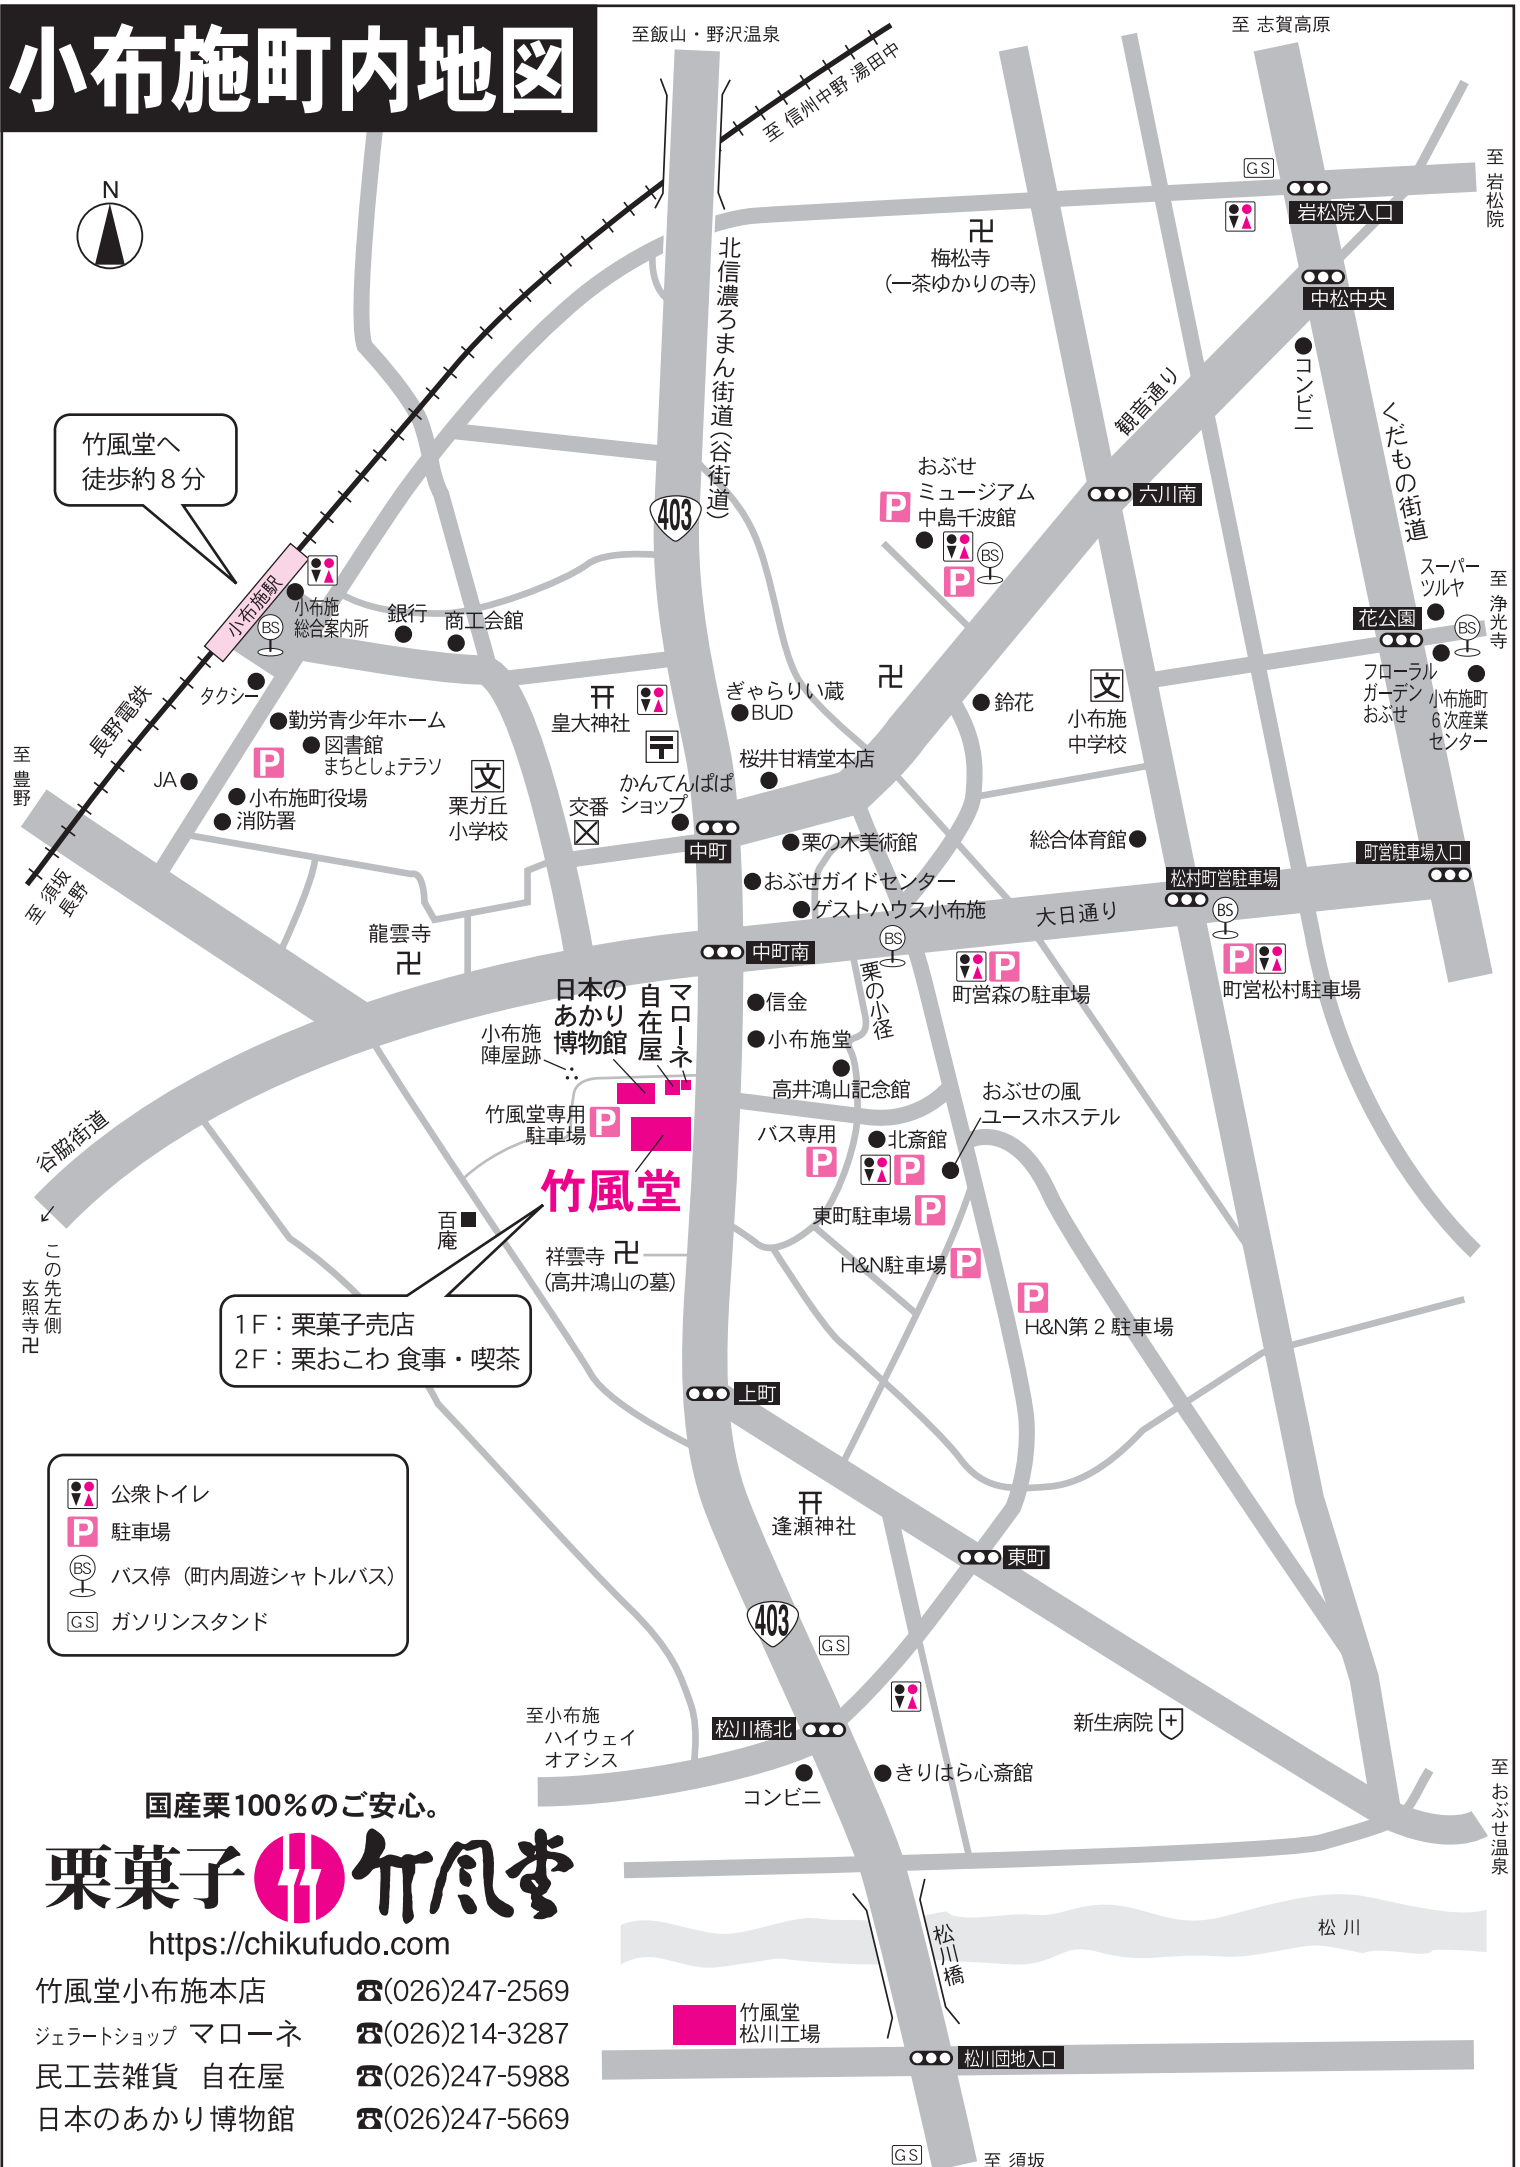 小布施町内地図
至飯山・野沢温泉
至 信州中野 湯田中
至 志賀高原
至 岩松院
N
GS
岩松院入口
中松中央
コンビニ
梅松寺
(一茶ゆかりの寺)
北信濃ろまん街道(谷街道)
403
観音通り
くだもの街道
六川南
竹風堂へ
徒歩約8分
おぶせ
ミュージアム
中島千波館
P
BS
P
スーパー
ツルヤ
至 浄光寺
花公園
BS
フローラル
ガーデン
おぶせ
小布施町
6次産業
センター
小布施駅
BS
小布施
総合案内所
銀行
商工会館
タクシー
長野電鉄
勤労青少年ホーム
図書館
まちとしょテラソ
P
JA
小布施町役場
消防署
至 豊野
至 須坂
長野
皇大神社
ぎゃらりい蔵
BUD
鈴花
文
小布施
中学校
文
栗ガ丘
小学校
交番
かんてんぱぱ
ショップ
桜井甘精堂本店
中町
栗の木美術館
総合体育館
町営駐車場入口
松村町営駐車場
おぶせガイドセンター
ゲストハウス小布施
大日通り
BS
BS
龍雲寺
中町南
P
町営森の駐車場
P
町営松村駐車場
栗の小径
日本の
あかり
博物館
自在屋
マローネ
信金
小布施堂
小布施
陣屋跡
高井鴻山記念館
おぶせの風
ユースホステル
竹風堂専用
駐車場
P
バス専用
P
北斎館
P
竹風堂
東町駐車場
P
谷脇街道
百庵
祥雲寺
(高井鴻山の墓)
H&N駐車場
P
P
H&N第2駐車場
この先左側
玄照寺卍
1F：栗菓子売店
2F：栗おこわ 食事・喫茶
上町
公衆トイレ
P
駐車場
BS
バス停（町内周遊シャトルバス）
GS
ガソリンスタンド
逢瀬神社
東町
403
GS
至小布施
ハイウェイ
オアシス
松川橋北
新生病院
コンビニ
きりはら心斎館
至 おぶせ温泉
国産栗100%のご安心。
栗菓子 竹風堂
https://chikufudo.com
松川
松川橋
竹風堂小布施本店 ☎(026)247-2569
ジェラートショップ マローネ ☎(026)214-3287
民工芸雑貨 自在屋 ☎(026)247-5988
日本のあかり博物館 ☎(026)247-5669
竹風堂
松川工場
松川団地入口
GS
至 須坂